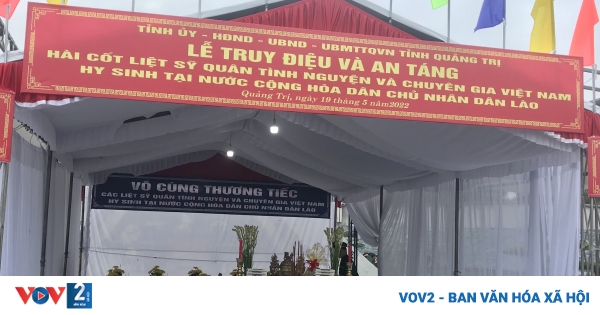 VOV2
TỈNH ỦY - HĐND - UBND - UBMTTQVN TỈNH QUẢNG TRỊ
LỄ TRUY ĐIỆU VÀ AN TÁNG
HÀI CỐT LIỆT SỸ QUÂN TÌNH NGUYỆN VÀ CHUYÊN GIA VIỆT NAM
HY SINH TẠI NƯỚC CỘNG HÒA DÂN CHỦ NHÂN DÂN LÀO
Quảng Trị, ngày 19 tháng 5 năm2022
VÔ CÙNG THƯƠNG TIẾC
CÁC LIỆT SỸ QUÂN TÌNH NGUYỆN VÀ CHUYÊN GIA VIỆT NAM
HY SINH TẠI NƯỚC CỘNG HÒA DÂN CHỦ NHÂN DÂN LÀO
VOV 2
VOV2 - BAN VĂN HÓA XÃ HỘI